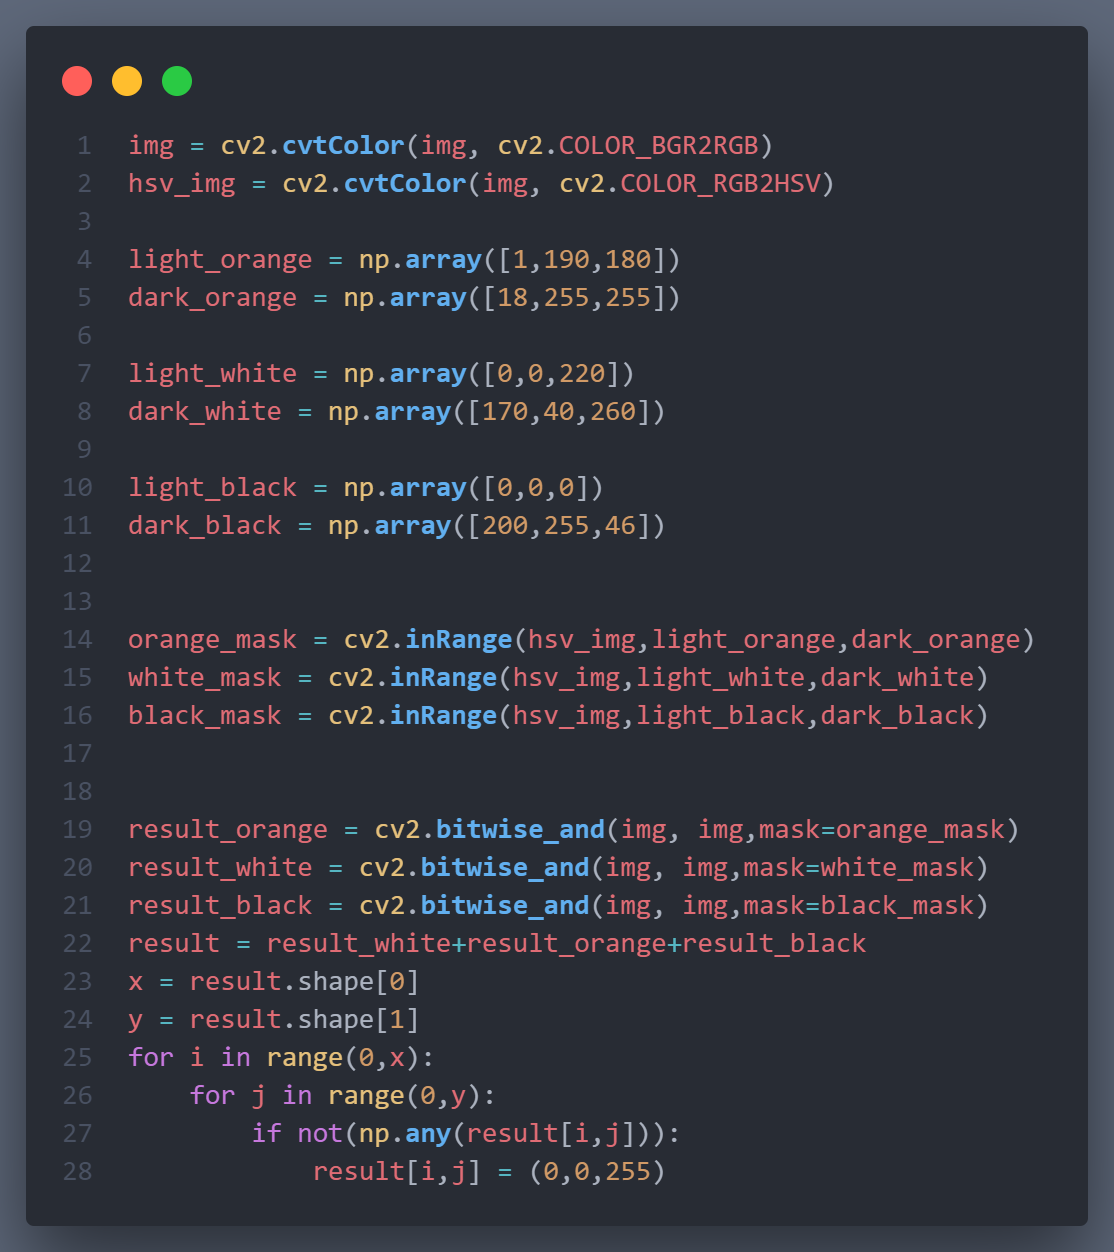 1 img = cv2.cvtColor(img, cv2.COLOR_BGR2RGB)
2 hsv_img = cv2.cvtColor(img, cv2.COLOR_RGB2HSV)
3
4 light_orange = np.array([1,190,180])
5 dark_orange = np.array([18,255,255])
6
7 light_white = np.array([0,0,220])
8 dark_white = np.array([170,40,260])
9
10 light_black = np.array([0,0,0])
11 dark_black = np.array([200,255,46])
12
13
14 orange_mask = cv2.inRange(hsv_img,light_orange,dark_orange)
15 white_mask = cv2.inRange(hsv_img,light_white,dark_white)
16 black_mask = cv2.inRange(hsv_img,light_black,dark_black)
17
18
19 result_orange = cv2.bitwise_and(img, img,mask=orange_mask)
20 result_white = cv2.bitwise_and(img, img,mask=white_mask)
21 result_black = cv2.bitwise_and(img, img,mask=black_mask)
22 result = result_white+result_orange+result_black
23 x = result.shape[0]
24 y = result.shape[1]
25 for i in range(0,x):
26     for j in range(0,y):
27         if not(np.any(result[i,j])):
28             result[i,j] = (0,0,255)